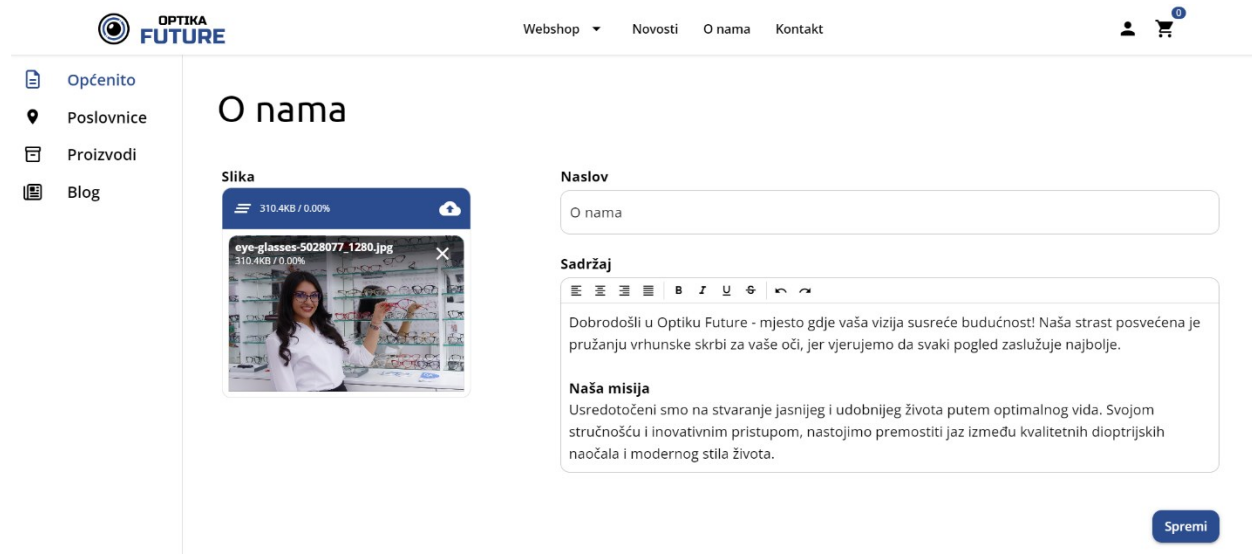 OPTIKA
FUTURE
Webshop
Novosti
O nama
Kontakt
0
Općenito
Poslovnice
Proizvodi
Blog
O nama
Slika
310.4KB / 0.00%
eye-glasses-5028077_1280.jpg
310.4KB / 0.00%
Naslov
O nama
Sadržaj
B I U S
Dobrodošli u Optiku Future - mjesto gdje vaša vizija susreće budućnost! Naša strast posvećena je
pružanju vrhunske skrbi za vaše oči, jer vjerujemo da svaki pogled zaslužuje najbolje.
Naša misija
Usredotočeni smo na stvaranje jasnijeg i udobnijeg života putem optimalnog vida. Svojom
stručnošću i inovativnim pristupom, nastojimo premostiti jaz između kvalitetnih dioptrijskih
naočala i modernog stila života.
Spremi